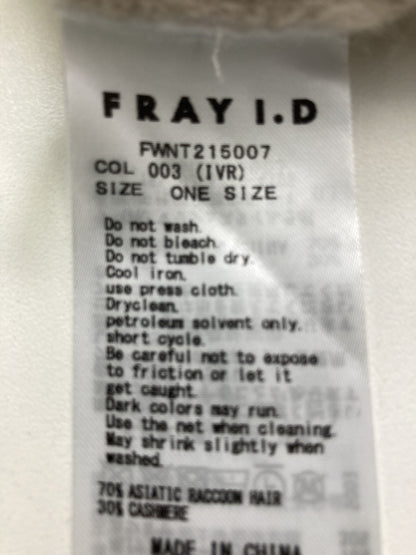 FRAY I.D
FWNT215007
COL 003 (IVR)
SIZE ONE SIZE
Do not wash.
Do not bleach.
Do not tumble dry.
Cool iron.
use press cloth.
Dryclean.
petroleum solvent only.
short cycle.
Be careful not to expose
to friction or let it
get caught.
Dark colors may run.
Use the net when cleaning.
May shrink slightly when
washed.
70% ASIATIC RACCOON HAIR
30% CASHMERE
MADE IN CHINA